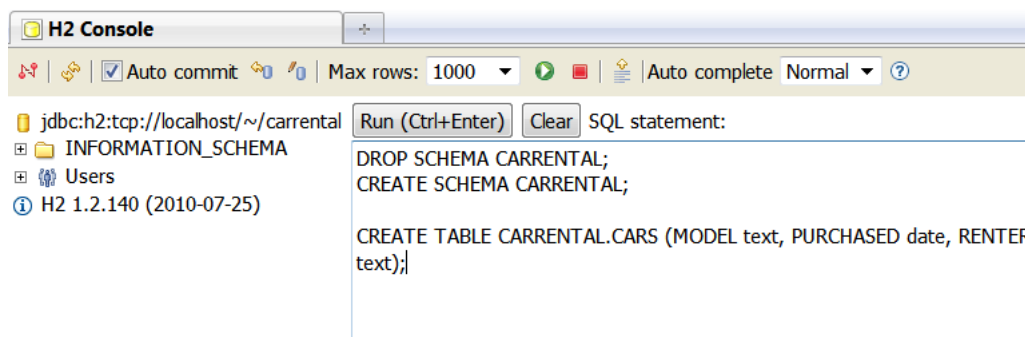 H2 Console
Auto commit Max rows: 1000 Auto complete Normal
jdbc:h2:tcp://localhost/~/carrental
INFORMATION_SCHEMA
Users
H2 1.2.140 (2010-07-25)
Run (Ctrl+Enter) Clear SQL statement:
DROP SCHEMA CARRENTAL;
CREATE SCHEMA CARRENTAL;
CREATE TABLE CARRENTAL.CARS (MODEL text, PURCHASED date, RENTER
text);